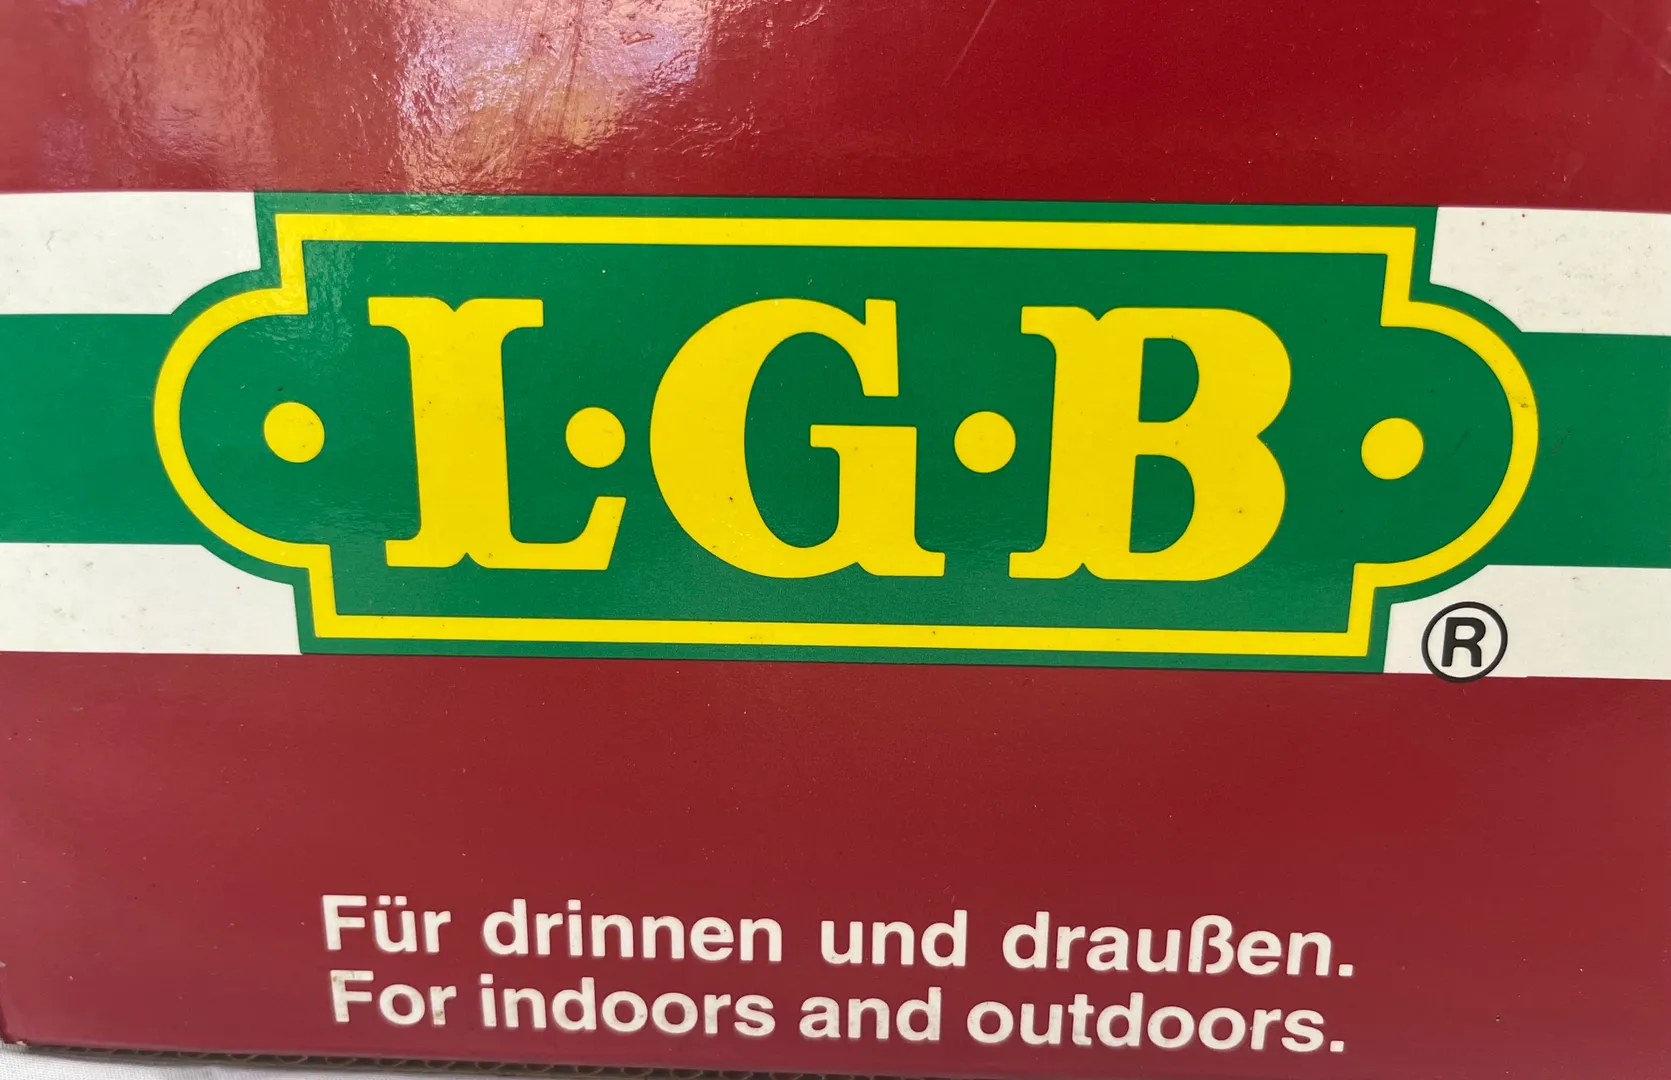 L·G·B
®
Für drinnen und draußen.
For indoors and outdoors.